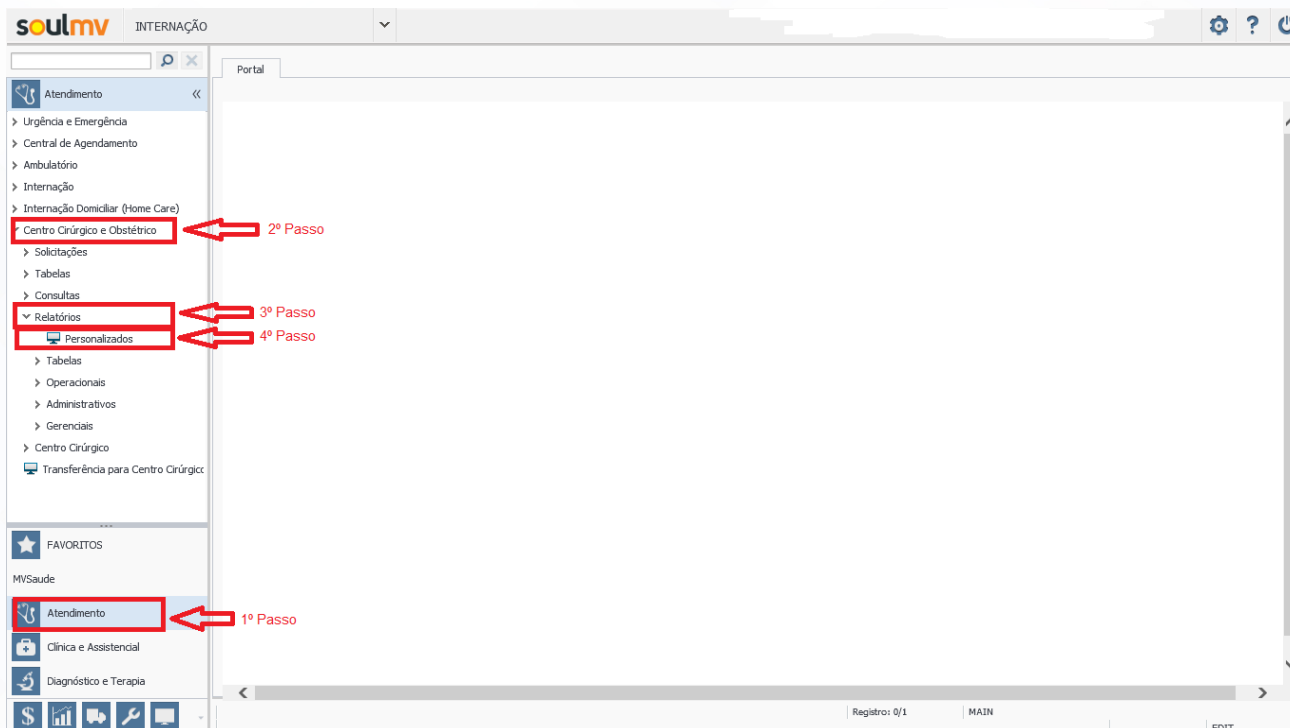 soulmv INTERNAÇÃO
Portal
Atendimento
Urgência e Emergência
Central de Agendamento
Ambulatório
Internação
Internação Domiciliar (Home Care)
Centro Cirúrgico e Obstétrico 2º Passo
Solicitações
Tabelas
Consultas
Relatórios 3º Passo
Personalizados 4º Passo
Tabelas
Operacionais
Administrativos
Gerenciais
Centro Cirúrgico
Transferência para Centro Cirúrgico
FAVORITOS
MVSaude
Atendimento 1º Passo
Clínica e Assistencial
Diagnóstico e Terapia
Registro: 0/1 MAIN
EDIT